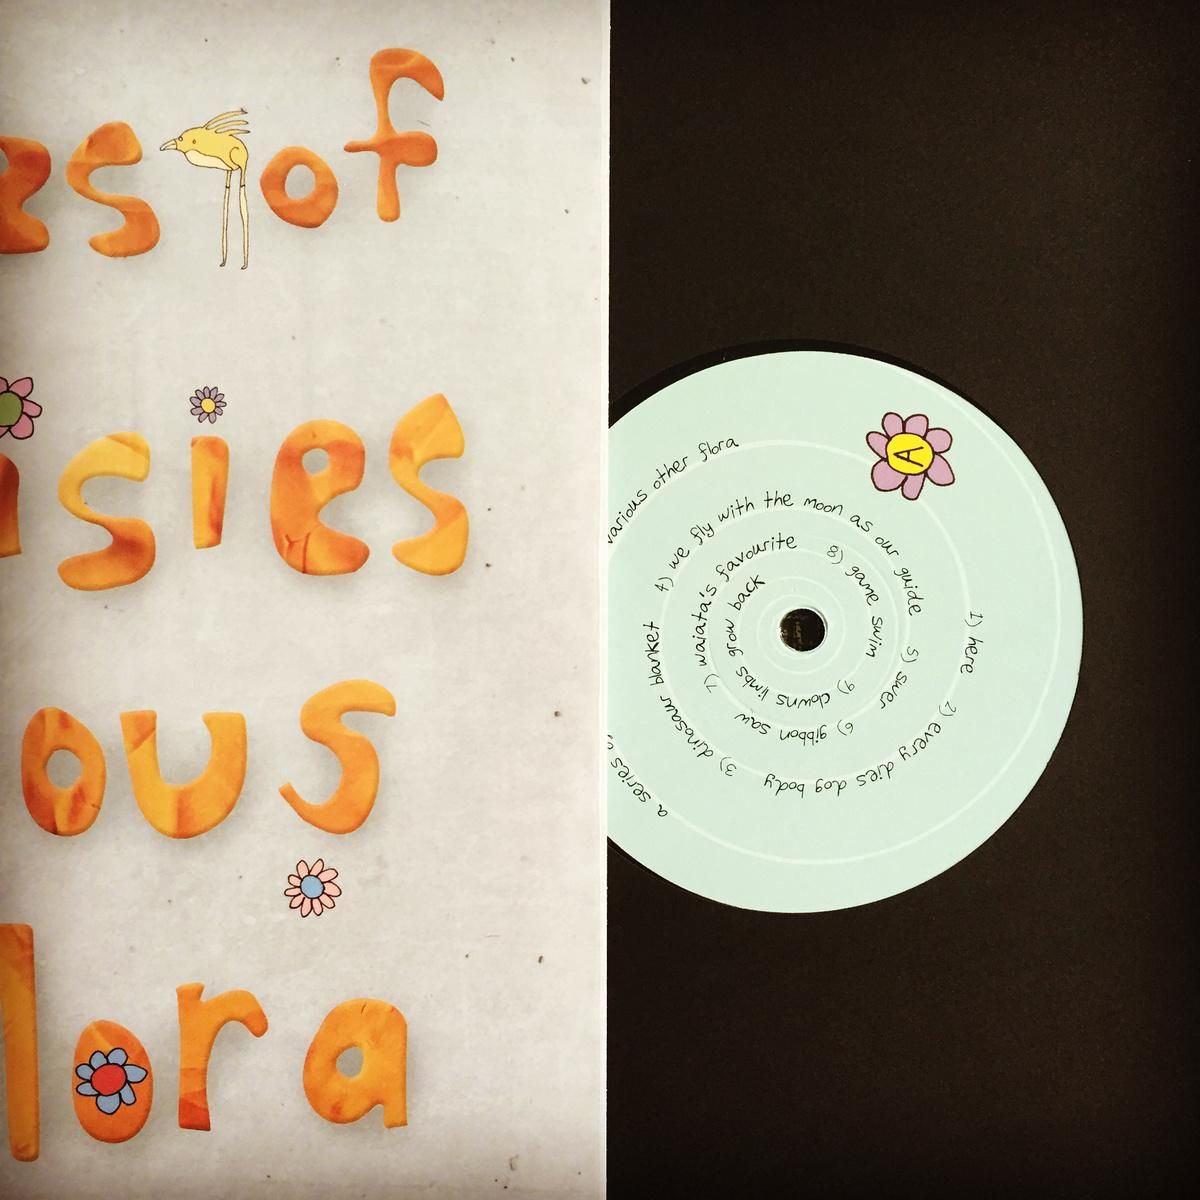 es of
sies
ous
lora
A
various other flora
a series
1) here
2) every dies dog body
3) dinosaur blanket
4) we fly with the moon as our guide
5) swer
6) gibbon saw
7) waiata's favourite
8) game swim
9) clowns limbs grow back